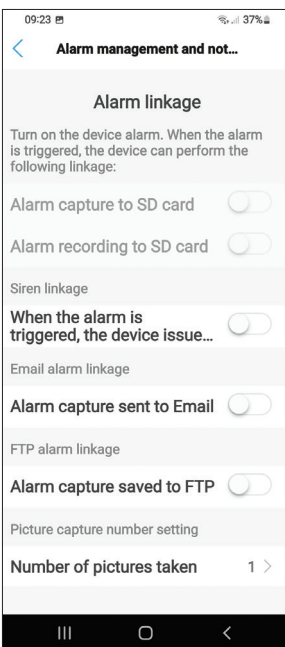 09:23 37%
Alarm management and not...
Alarm linkage
Turn on the device alarm. When the alarm
is triggered, the device can perform the
following linkage:
Alarm capture to SD card
Alarm recording to SD card
Siren linkage
When the alarm is
triggered, the device issue...
Email alarm linkage
Alarm capture sent to Email
FTP alarm linkage
Alarm capture saved to FTP
Picture capture number setting
Number of pictures taken 1